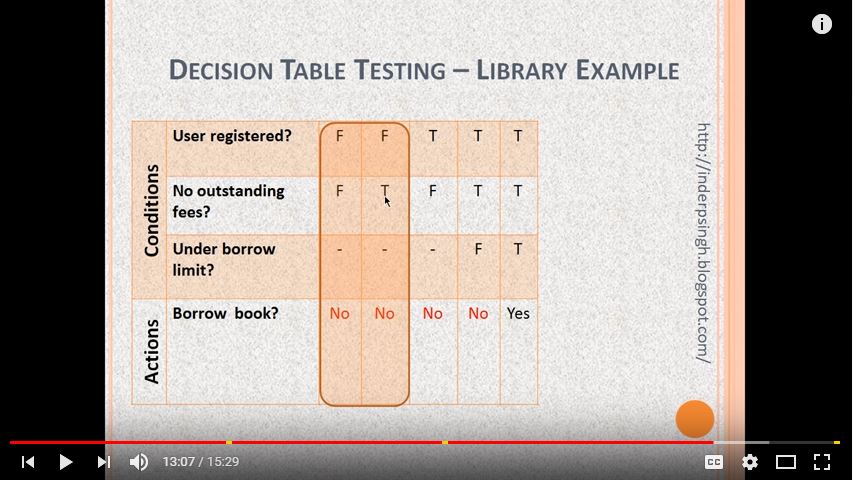 DECISION TABLE TESTING – LIBRARY EXAMPLE
Conditions
User registered? F F T T T
No outstanding F T F T T
fees?
Under borrow - - - F T
limit?
Actions
Borrow book? No No No No Yes
http://inderpsingh.blogspot.com/
13:07 / 15:29
CC